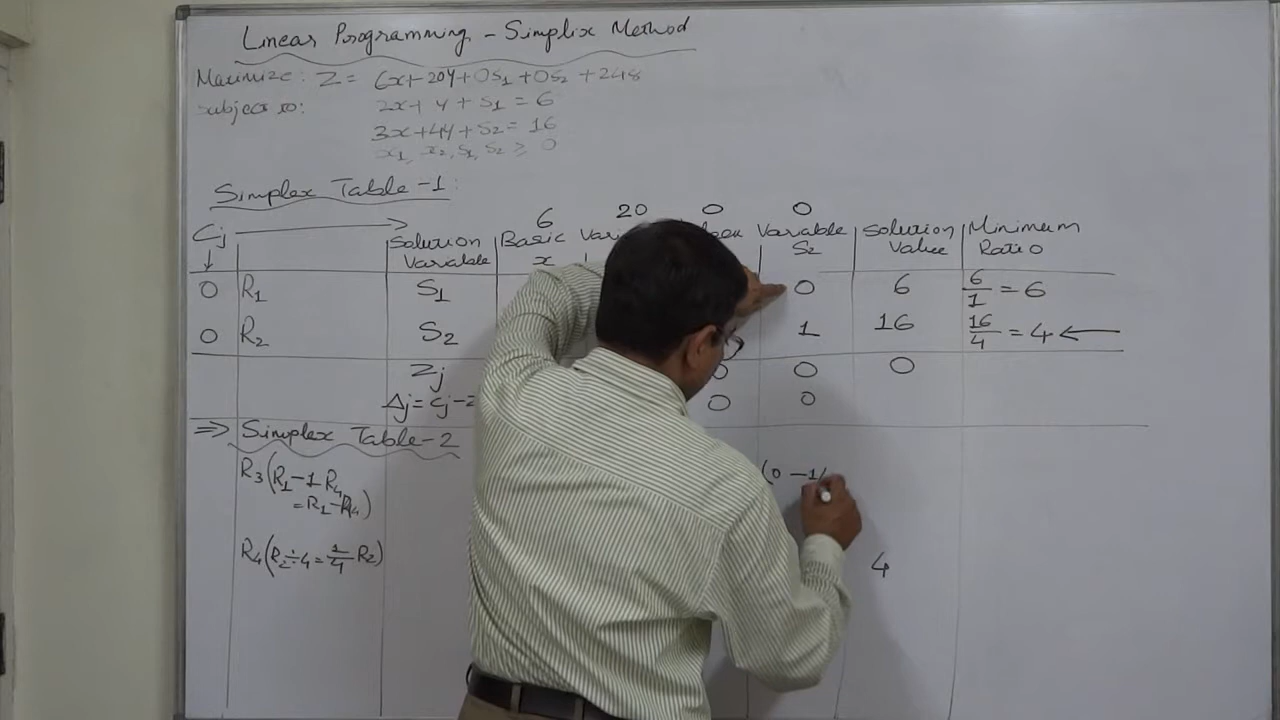 Linear Programming - Simplix Method
Maximize: Z = 6x + 20y + 0S1 + 0S2 + 248
Subject to: 2x + y + S1 = 6
3x + 4y + S2 = 16
x1, x2, S1, S2 ≥ 0
Simplex Table - 1:
6 20 0 0
Cj → Solution Variable Basic x Variable S2 Solution Value Minimum Ratio
↓
0 R1 S1 0 6 6/1 = 6
0 R2 S2 1 16 16/4 = 4 ←
Zj 0 0 0
Δj = Cj - Z 0 0
⇒ Simplex Table - 2
R3 (R1 - 1 R4 (0 - 1/
= R1 - R4)
R4 (R2 ÷ 4 = 1/4 R2) 4